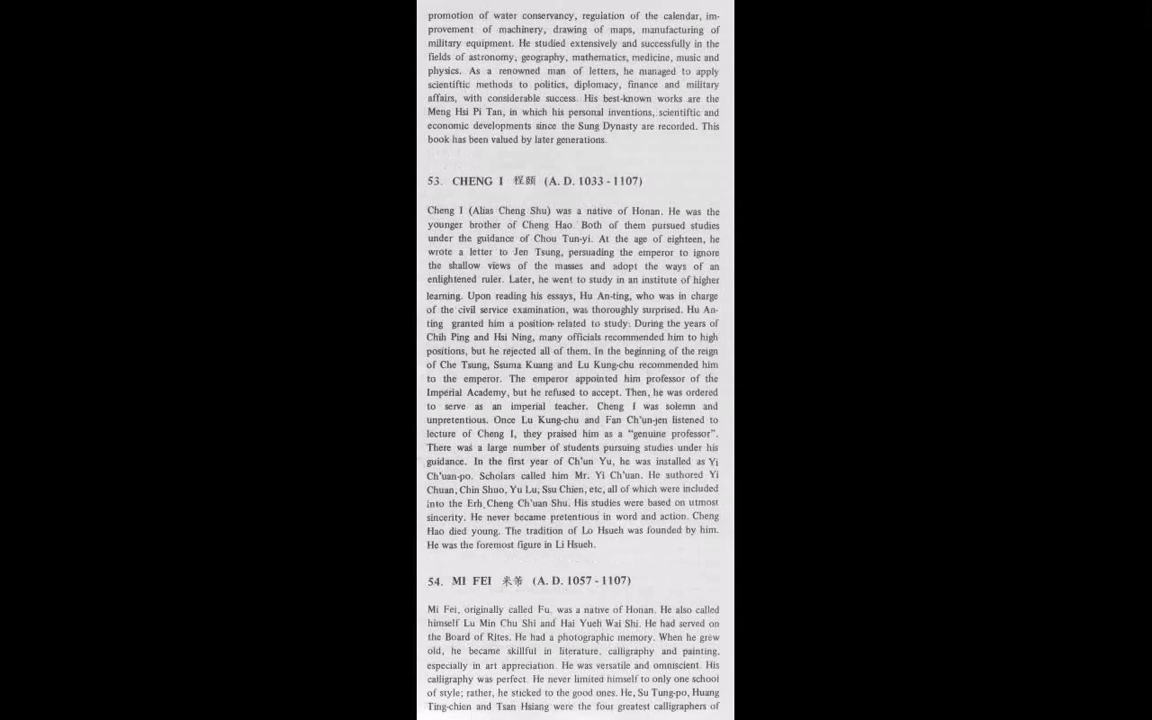 promotion of water conservancy, regulation of the calendar, im-
provement of machinery, drawing of maps, manufacturing of
military equipment. He studied extensively and successfully in the
fields of astronomy, geography, mathematics, medicine, music and
physics. As a renowned man of letters, he managed to apply
scientiftic methods to politics, diplomacy, finance and military
affairs, with considerable success. His best-known works are the
Meng Hsi Pi Tan, in which his personal inventions, scientiftic and
economic developments since the Sung Dynasty are recorded. This
book has been valued by later generations.
53. CHENG I 程頤 (A. D. 1033 - 1107)
Cheng I (Alias Cheng Shu) was a native of Honan. He was the
younger brother of Cheng Hao. Both of them pursued studies
under the guidance of Chou Tun-yi. At the age of eighteen, he
wrote a letter to Jen Tsung, persuading the emperor to ignore
the shallow views of the masses and adopt the ways of an
enlightened ruler. Later, he went to study in an institute of higher
learning. Upon reading his essays, Hu An-ting, who was in charge
of the civil service examination, was thoroughly surprised. Hu An-
ting granted him a position related to study. During the years of
Chih Ping and Hsi Ning, many officials recommended him to high
positions, but he rejected all of them. In the beginning of the reign
of Che Tsung, Ssuma Kuang and Lu Kung-chu recommended him
to the emperor. The emperor appointed him professor of the
Imperial Academy, but he refused to accept. Then, he was ordered
to serve as an imperial teacher. Cheng I was solemn and
unpretentious. Once Lu Kung-chu and Fan Ch'un-jen listened to
lecture of Cheng I, they praised him as a "genuine professor".
There was a large number of students pursuing studies under his
guidance. In the first year of Ch'un Yu, he was installed as Yi
Ch'uan-po. Scholars called him Mr. Yi Ch'uan. He authored Yi
Chuan, Chin Shuo, Yu Lu, Ssu Chien, etc, all of which were included
into the Erh Cheng Ch'uan Shu. His studies were based on utmost
sincerity. He never became pretentious in word and action. Cheng
Hao died young. The tradition of Lo Hsueh was founded by him.
He was the foremost figure in Li Hsueh.
54. MI FEI 米芾 (A. D. 1057 - 1107)
Mi Fei, originally called Fu, was a native of Honan. He also called
himself Lu Min Chu Shi and Hai Yueh Wai Shi. He had served on
the Board of Rites. He had a photographic memory. When he grew
old, he became skillful in literature, calligraphy and painting,
especially in art appreciation. He was versatile and omniscient. His
calligraphy was perfect. He never limited himself to only one school
of style; rather, he sticked to the good ones. He, Su Tung-po, Huang
Ting-chien and Tsan Hsiang were the four greatest calligraphers of